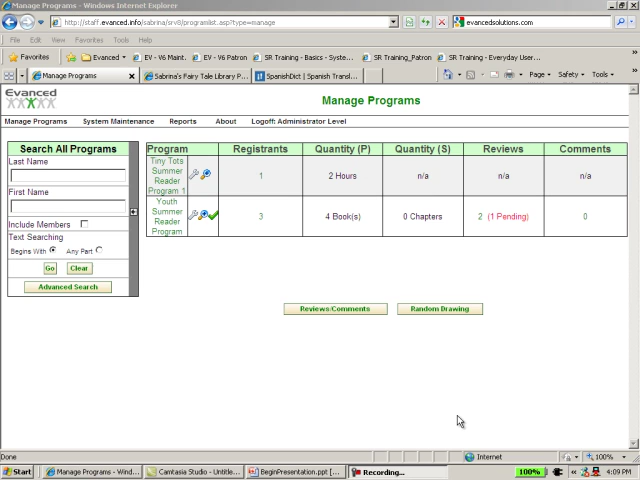 Manage Programs - Windows Internet Explorer
http://staff.evanced.info/sabrina/srv8/programlist.asp?type=manage
evancedsolutions.com
File Edit View Favorites Tools Help
Favorites Evanced EV - V6 Maint. EV - V6 Patron SR Training - Basics - Syste... SR Training_Patron SR Training - Everyday User...
Manage Programs Sabrina's Fairy Tale Library P... SpanishDict | Spanish Transl... Page Safety Tools
Evanced
Manage Programs
Manage Programs System Maintenance Reports About Logoff: Administrator Level
Search All Programs
Last Name
First Name
Include Members
Text Searching
Begins With Any Part
Go Clear
Advanced Search
Program Registrants Quantity (P) Quantity (S) Reviews Comments
Tiny Tots
Summer
Reader
Program 1
1 2 Hours n/a n/a n/a
Youth
Summer
Reader
Program
3 4 Book(s) 0 Chapters 2 (1 Pending) 0
Reviews/Comments Random Drawing
Done Internet 100%
Start Manage Programs - Wind... Camtasia Studio - Untitle... BeginPresentation.ppt [... Recording... 100% 4:09 PM